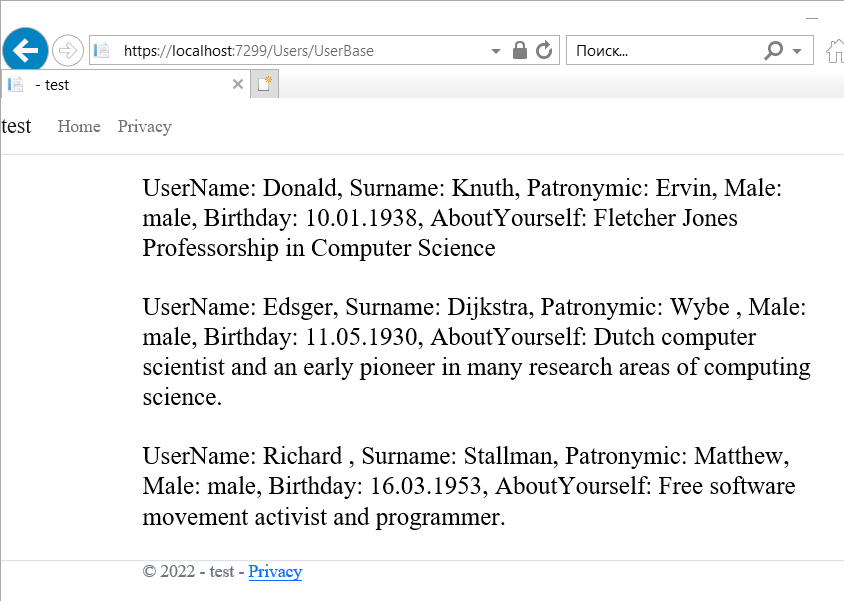 https://localhost:7299/Users/UserBase
Поиск...
- test
test Home Privacy
UserName: Donald, Surname: Knuth, Patronymic: Ervin, Male:
male, Birthday: 10.01.1938, AboutYourself: Fletcher Jones
Professorship in Computer Science
UserName: Edsger, Surname: Dijkstra, Patronymic: Wybe , Male:
male, Birthday: 11.05.1930, AboutYourself: Dutch computer
scientist and an early pioneer in many research areas of computing
science.
UserName: Richard , Surname: Stallman, Patronymic: Matthew,
Male: male, Birthday: 16.03.1953, AboutYourself: Free software
movement activist and programmer.
© 2022 - test - Privacy